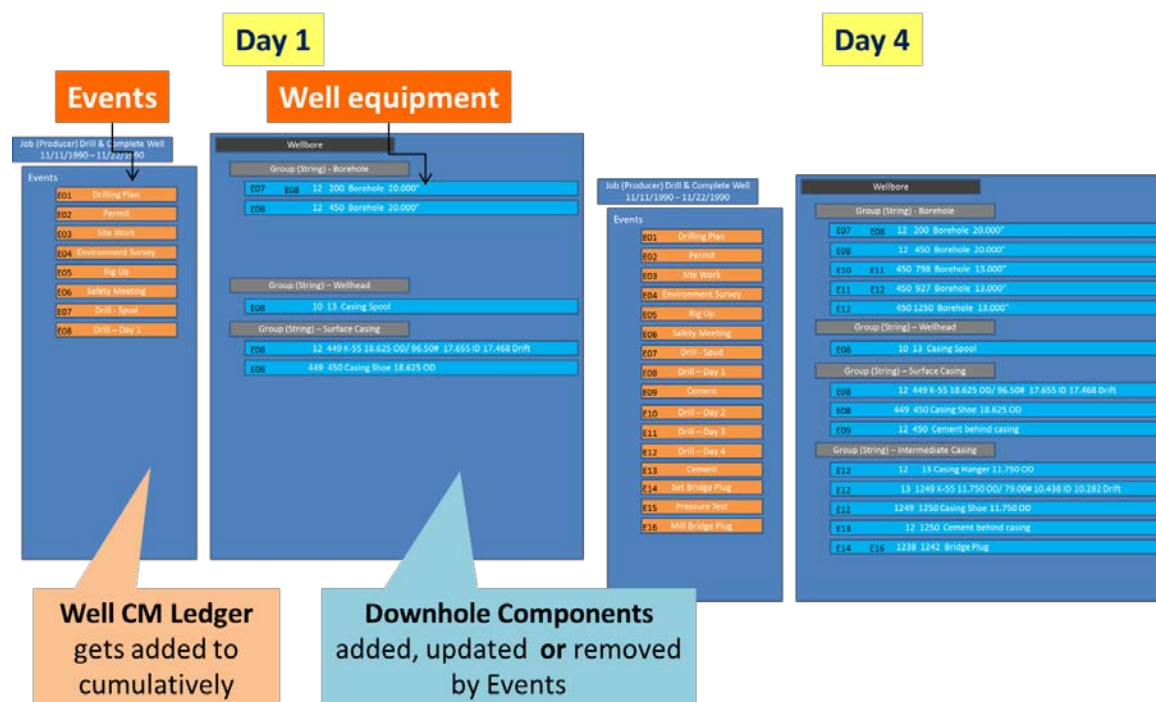 Day 1
Day 4
Events
Well equipment
Job (Producer) Drill & Complete Well
11/11/1990 – 11/22/1990
Events
E01 Drilling Plan
E02 Permit
E03 Site Work
E04 Environment Survey
E05 Rig Up
E06 Safety Meeting
E07 Drill - Spud
E08 Drill – Day 1
Wellbore
Group (String) - Borehole
E07 E08 12 200 Borehole 20.000"
E08 12 450 Borehole 20.000"
Group (String) – Wellhead
E08 10 13 Casing Spool
Group (String) – Surface Casing
E08 12 449 K-55 18.625 OD/ 96.50# 17.655 ID 17.468 Drift
E08 449 450 Casing Shoe 18.625 OD
Job (Producer) Drill & Complete Well
11/11/1990 – 11/22/1990
Events
E01 Drilling Plan
E02 Permit
E03 Site Work
E04 Environment Survey
E05 Rig Up
E06 Safety Meeting
E07 Drill - Spud
E08 Drill – Day 1
E09 Cement
E10 Drill – Day 2
E11 Drill – Day 3
E12 Drill – Day 4
E13 Cement
E14 Set Bridge Plug
E15 Pressure Test
E16 Mill Bridge Plug
Wellbore
Group (String) - Borehole
E07 E08 12 200 Borehole 20.000"
E08 12 450 Borehole 20.000"
E10 E11 450 798 Borehole 13.000"
E11 E12 450 927 Borehole 13.000"
E12 450 1250 Borehole 13.000"
Group (String) – Wellhead
E08 10 13 Casing Spool
Group (String) – Surface Casing
E08 12 449 K-55 18.625 OD/ 96.50# 17.655 ID 17.468 Drift
E08 449 450 Casing Shoe 18.625 OD
E09 12 450 Cement behind casing
Group (String) – Intermediate Casing
E12 12 13 Casing Hanger 11.750 OD
E12 13 1249 K-55 11.750 OD/ 79.00# 10.438 ID 10.282 Drift
E12 1249 1250 Casing Shoe 11.750 OD
E13 12 1250 Cement behind casing
E14 E16 1238 1242 Bridge Plug
Well CM Ledger
gets added to
cumulatively
Downhole Components
added, updated or removed
by Events